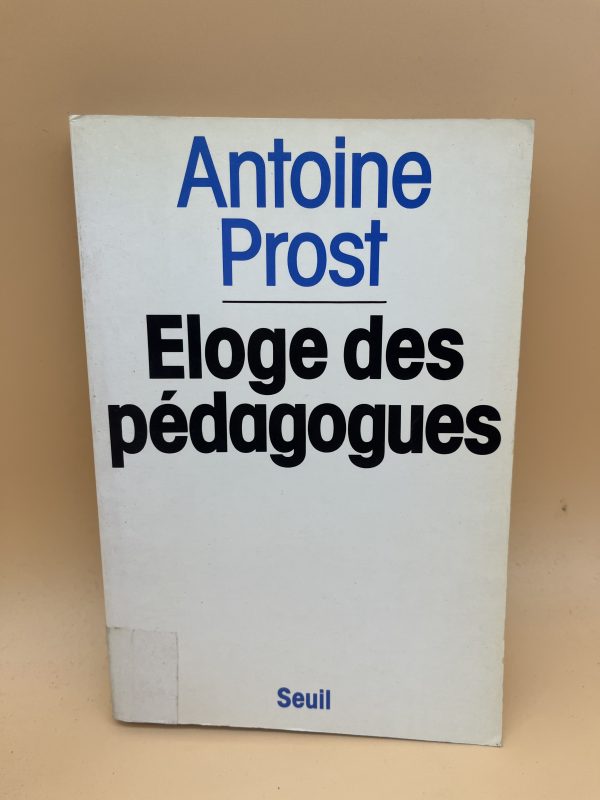 Antoine
Prost
Eloge des
pédagogues
Seuil